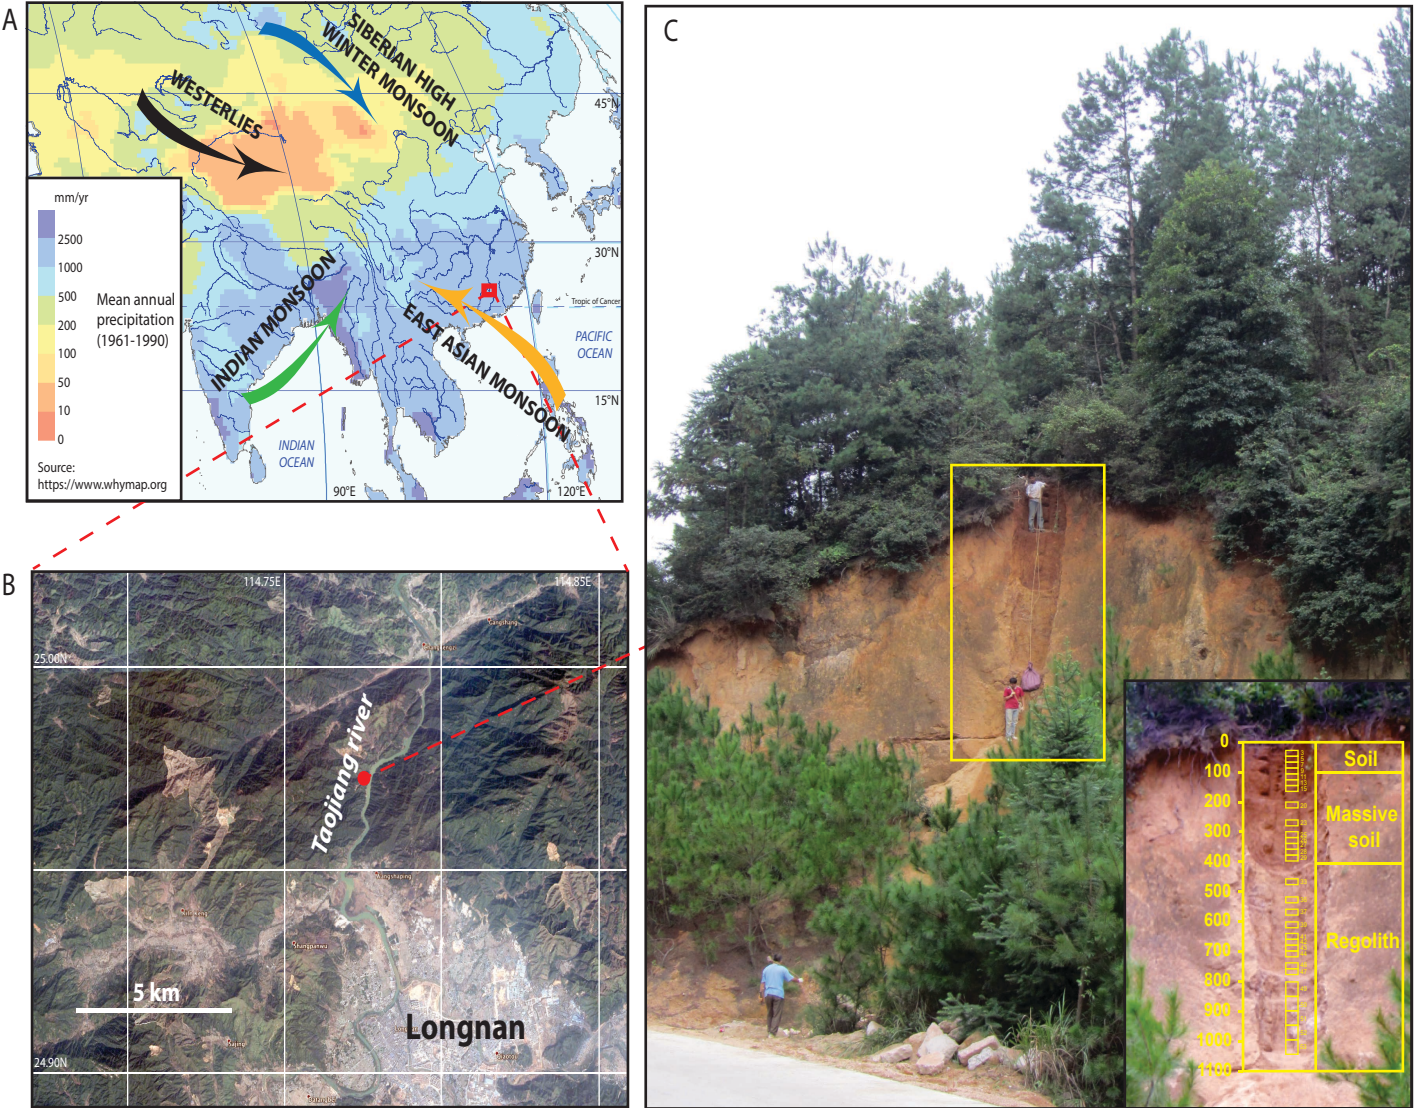 A
SIBERIAN HIGH
WINTER MONSOON
WESTERLIES
45°N
mm/yr
2500
1000
500
200
100
50
10
0
Mean annual
precipitation
(1961-1990)
Source:
https://www.whymap.org
30°N
Tropic of Cancer
INDIAN MONSOON
EAST ASIAN MONSOON
PACIFIC
OCEAN
15°N
INDIAN
OCEAN
90°E
120°E
B
114.75E
114.85E
25.00N
Taojiang river
5 km
Longnan
24.90N
C
0
100
200
300
400
500
600
700
800
900
1000
1100
Soil
Massive
soil
Regolith